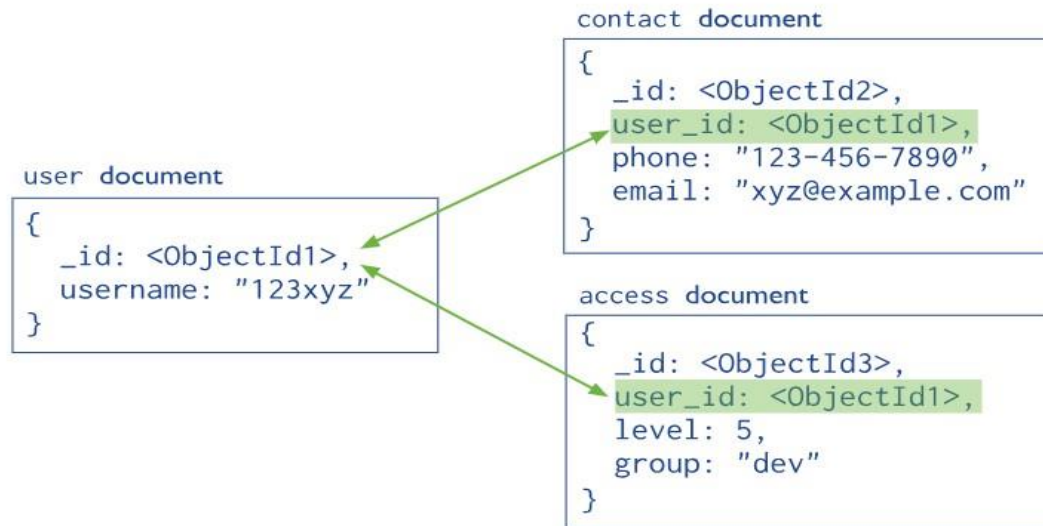 user document
{
_id: <ObjectId1>,
username: "123xyz"
}
contact document
{
_id: <ObjectId2>,
user_id: <ObjectId1>,
phone: "123-456-7890",
email: "xyz@example.com"
}
access document
{
_id: <ObjectId3>,
user_id: <ObjectId1>,
level: 5,
group: "dev"
}